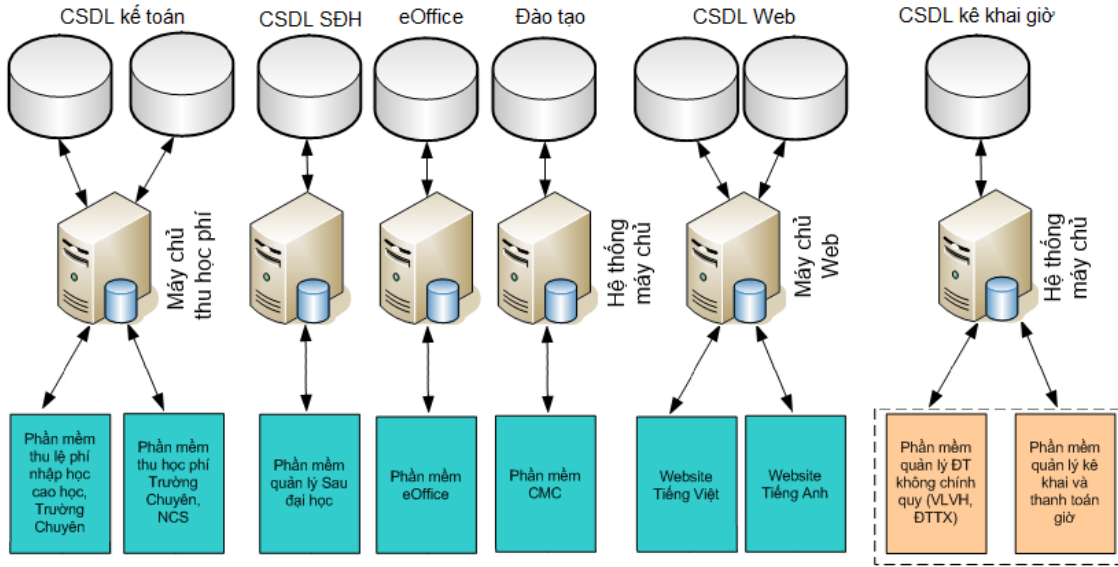 CSDL kế toán
CSDL SĐH
eOffice
Đào tạo
CSDL Web
CSDL kê khai giờ
Máy chủ
thu học phí
Hệ thống
máy chủ
Máy chủ
Web
Hệ thống
máy chủ
Phần mềm
thu lệ phí
nhập học
cao học,
Trường
Chuyên
Phần mềm
thu học phí
Trường
Chuyên,
NCS
Phần mềm
quản lý Sau
đại học
Phần mềm
eOffice
Phần mềm
CMC
Website
Tiếng Việt
Website
Tiếng Anh
Phần mềm
quản lý ĐT
không chính
quy (VLVH,
ĐTTX)
Phần mềm
quản lý kê
khai và
thanh toán
giờ